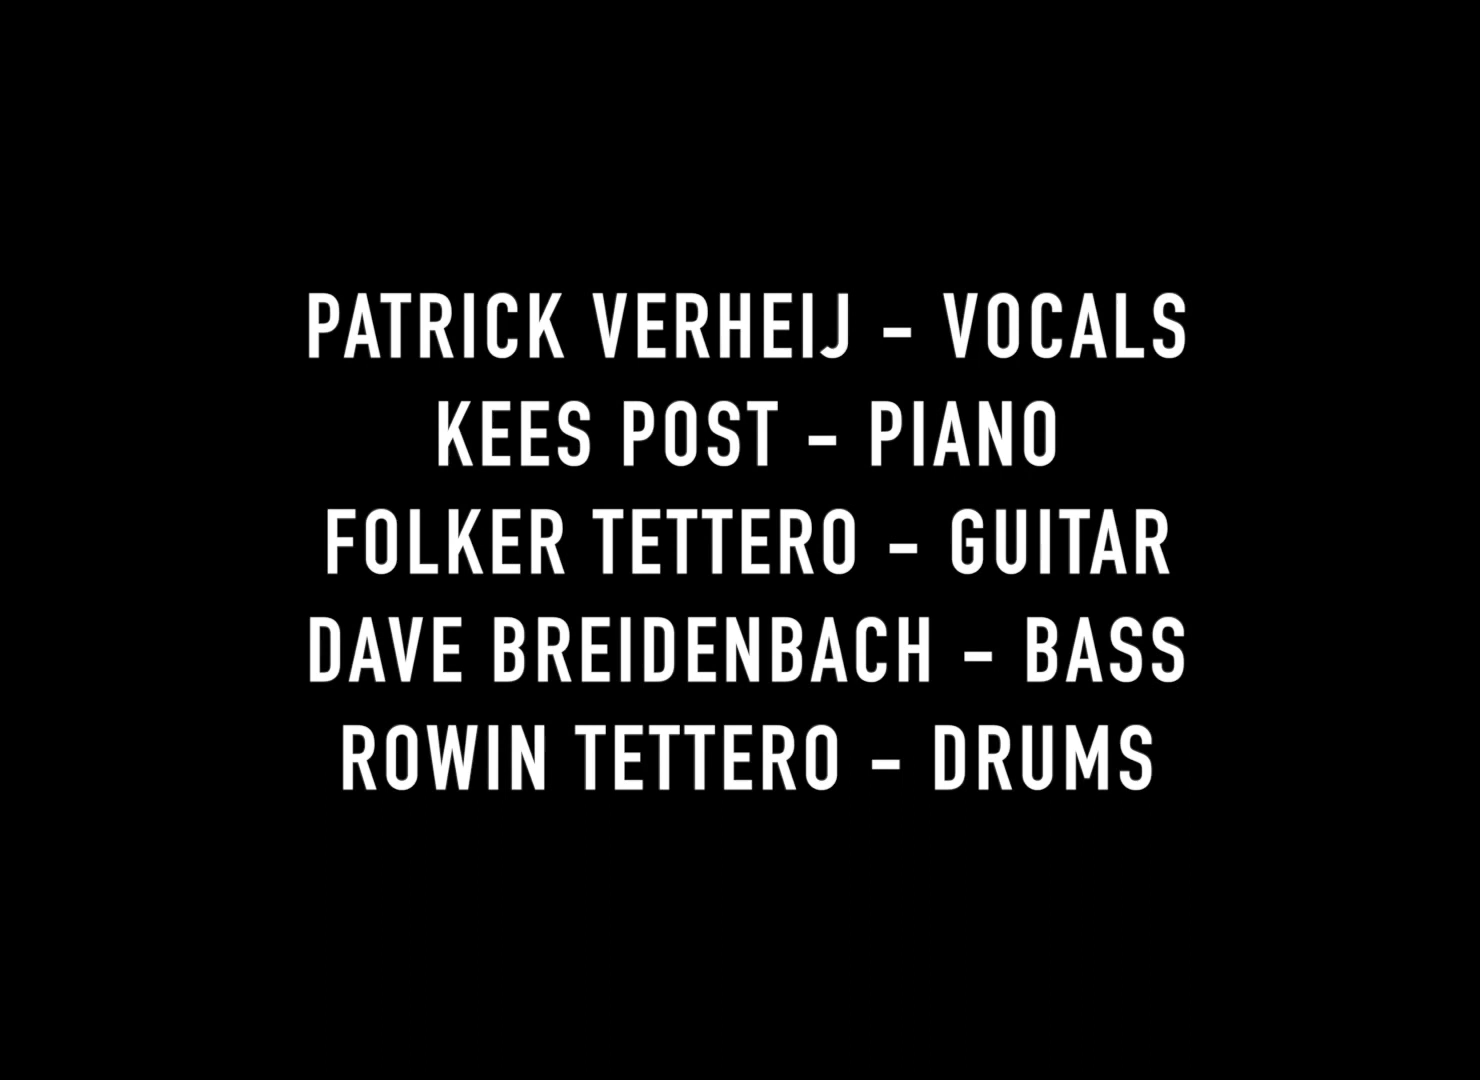 PATRICK VERHEIJ - VOCALS
KEES POST - PIANO
FOLKER TETTERO - GUITAR
DAVE BREIDENBACH - BASS
ROWIN TETTERO - DRUMS